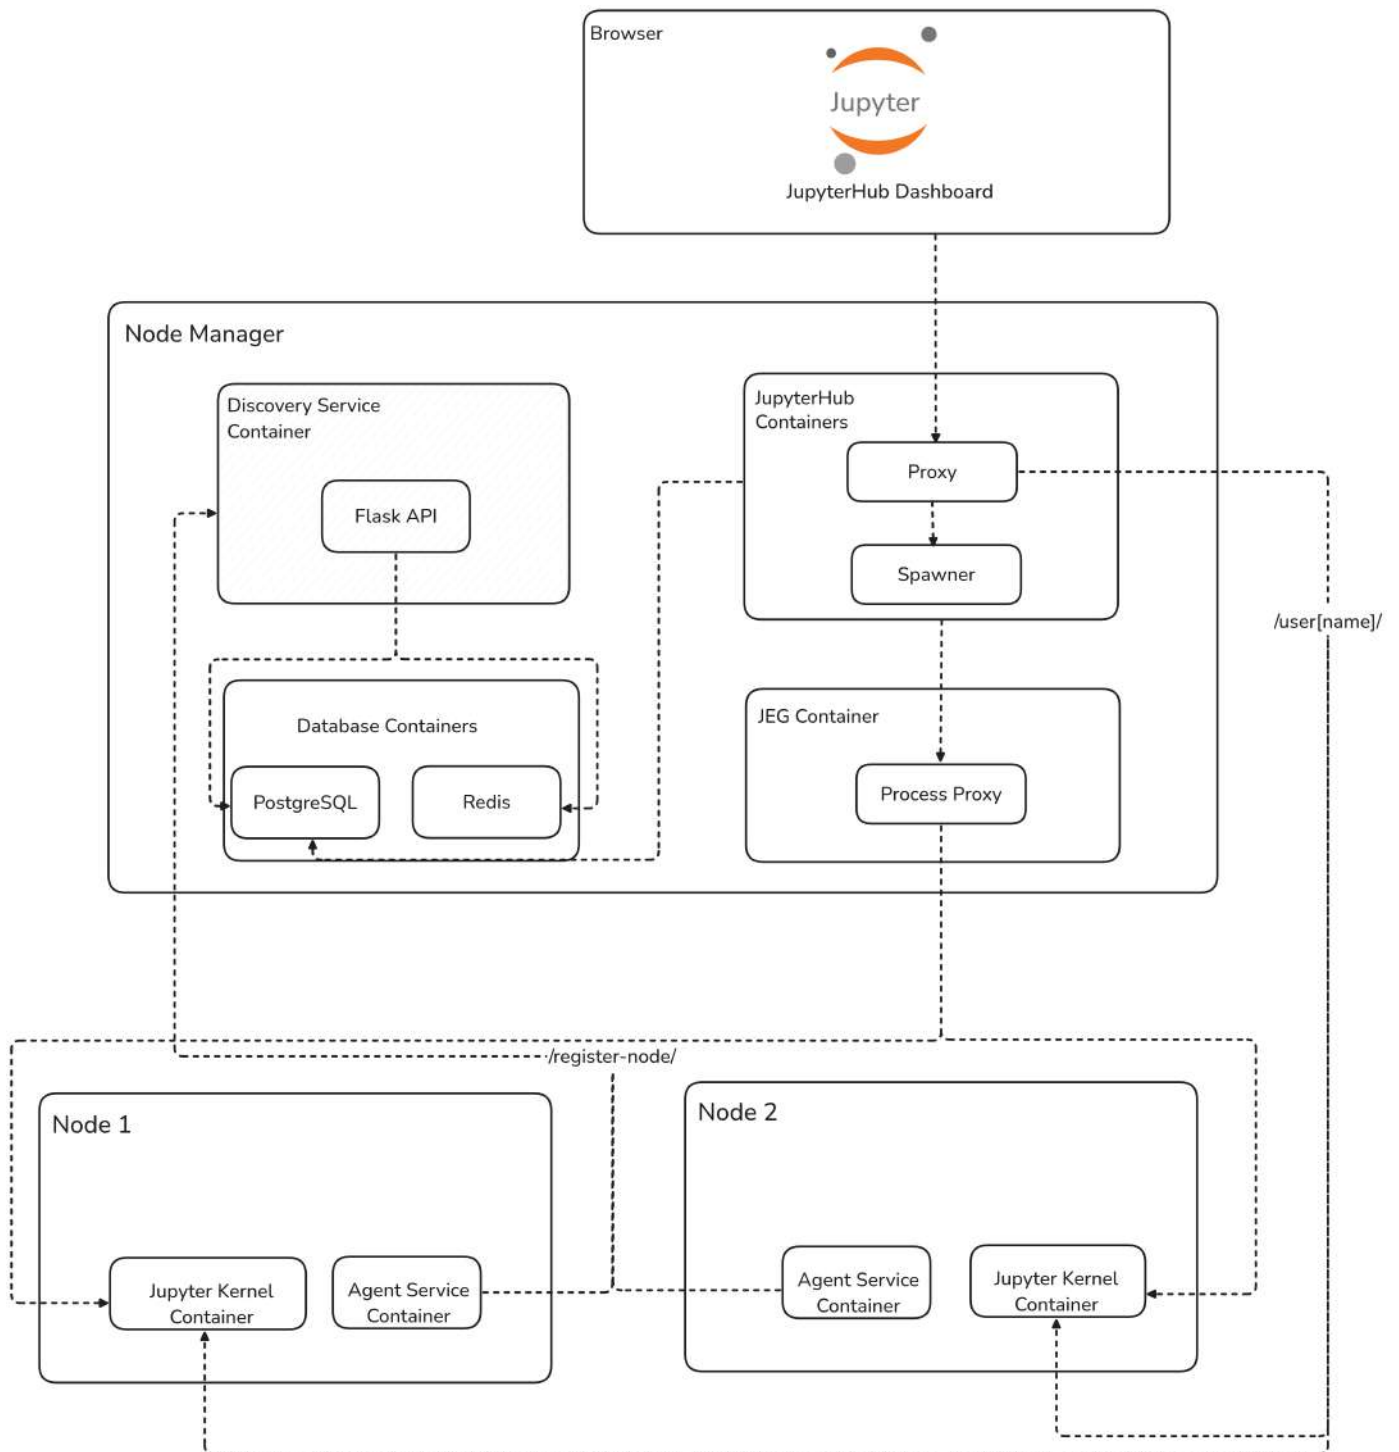 Browser
Jupyter
JupyterHub Dashboard
Node Manager
Discovery Service
Container
Flask API
JupyterHub
Containers
Proxy
Spawner
/user[name]/
Database Containers
PostgreSQL
Redis
JEG Container
Process Proxy
/register-node/
Node 1
Jupyter Kernel
Container
Agent Service
Container
Node 2
Agent Service
Container
Jupyter Kernel
Container